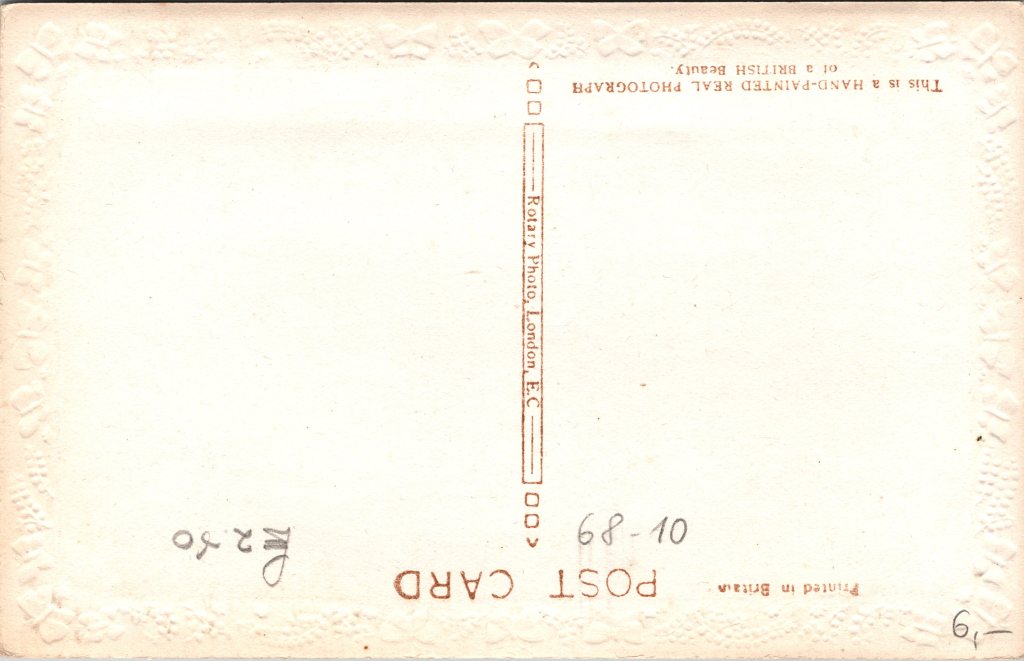 POST CARD
Printed in Britain
2.50
68-10
6,-
Rotary Photo, London, E.C
This is a HAND-PAINTED REAL PHOTOGRAPH
of a BRITISH Beauty.